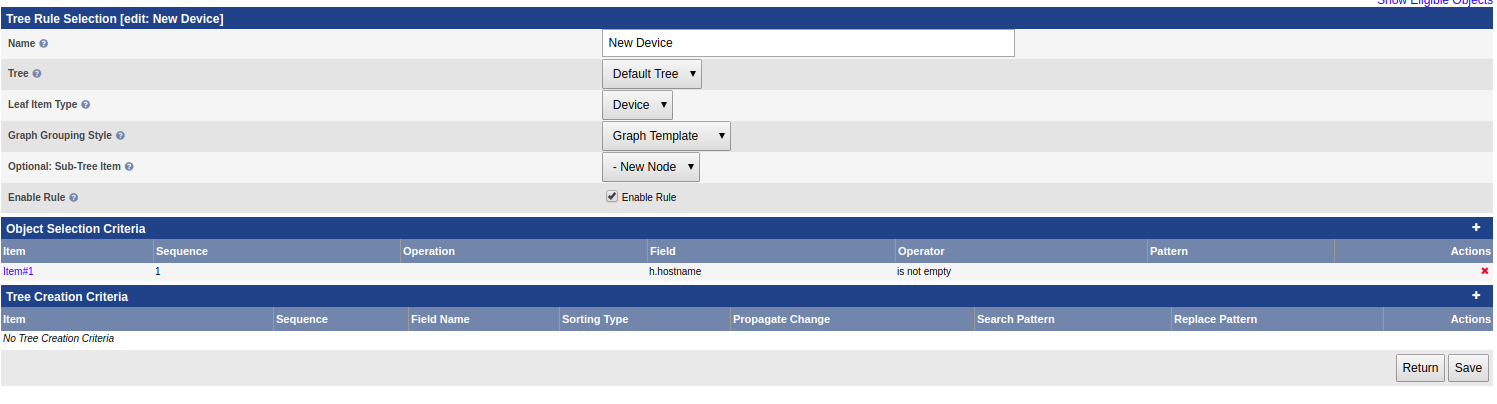 Show Eligible Objects
Tree Rule Selection [edit: New Device]
Name
New Device
Tree
Default Tree
Leaf Item Type
Device
Graph Grouping Style
Graph Template
Optional: Sub-Tree Item
- New Node
Enable Rule
Enable Rule
Object Selection Criteria
Item Sequence Operation Field Operator Pattern Actions
Item#1 1 h.hostname is not empty
Tree Creation Criteria
Item Sequence Field Name Sorting Type Propagate Change Search Pattern Replace Pattern Actions
No Tree Creation Criteria
Return Save